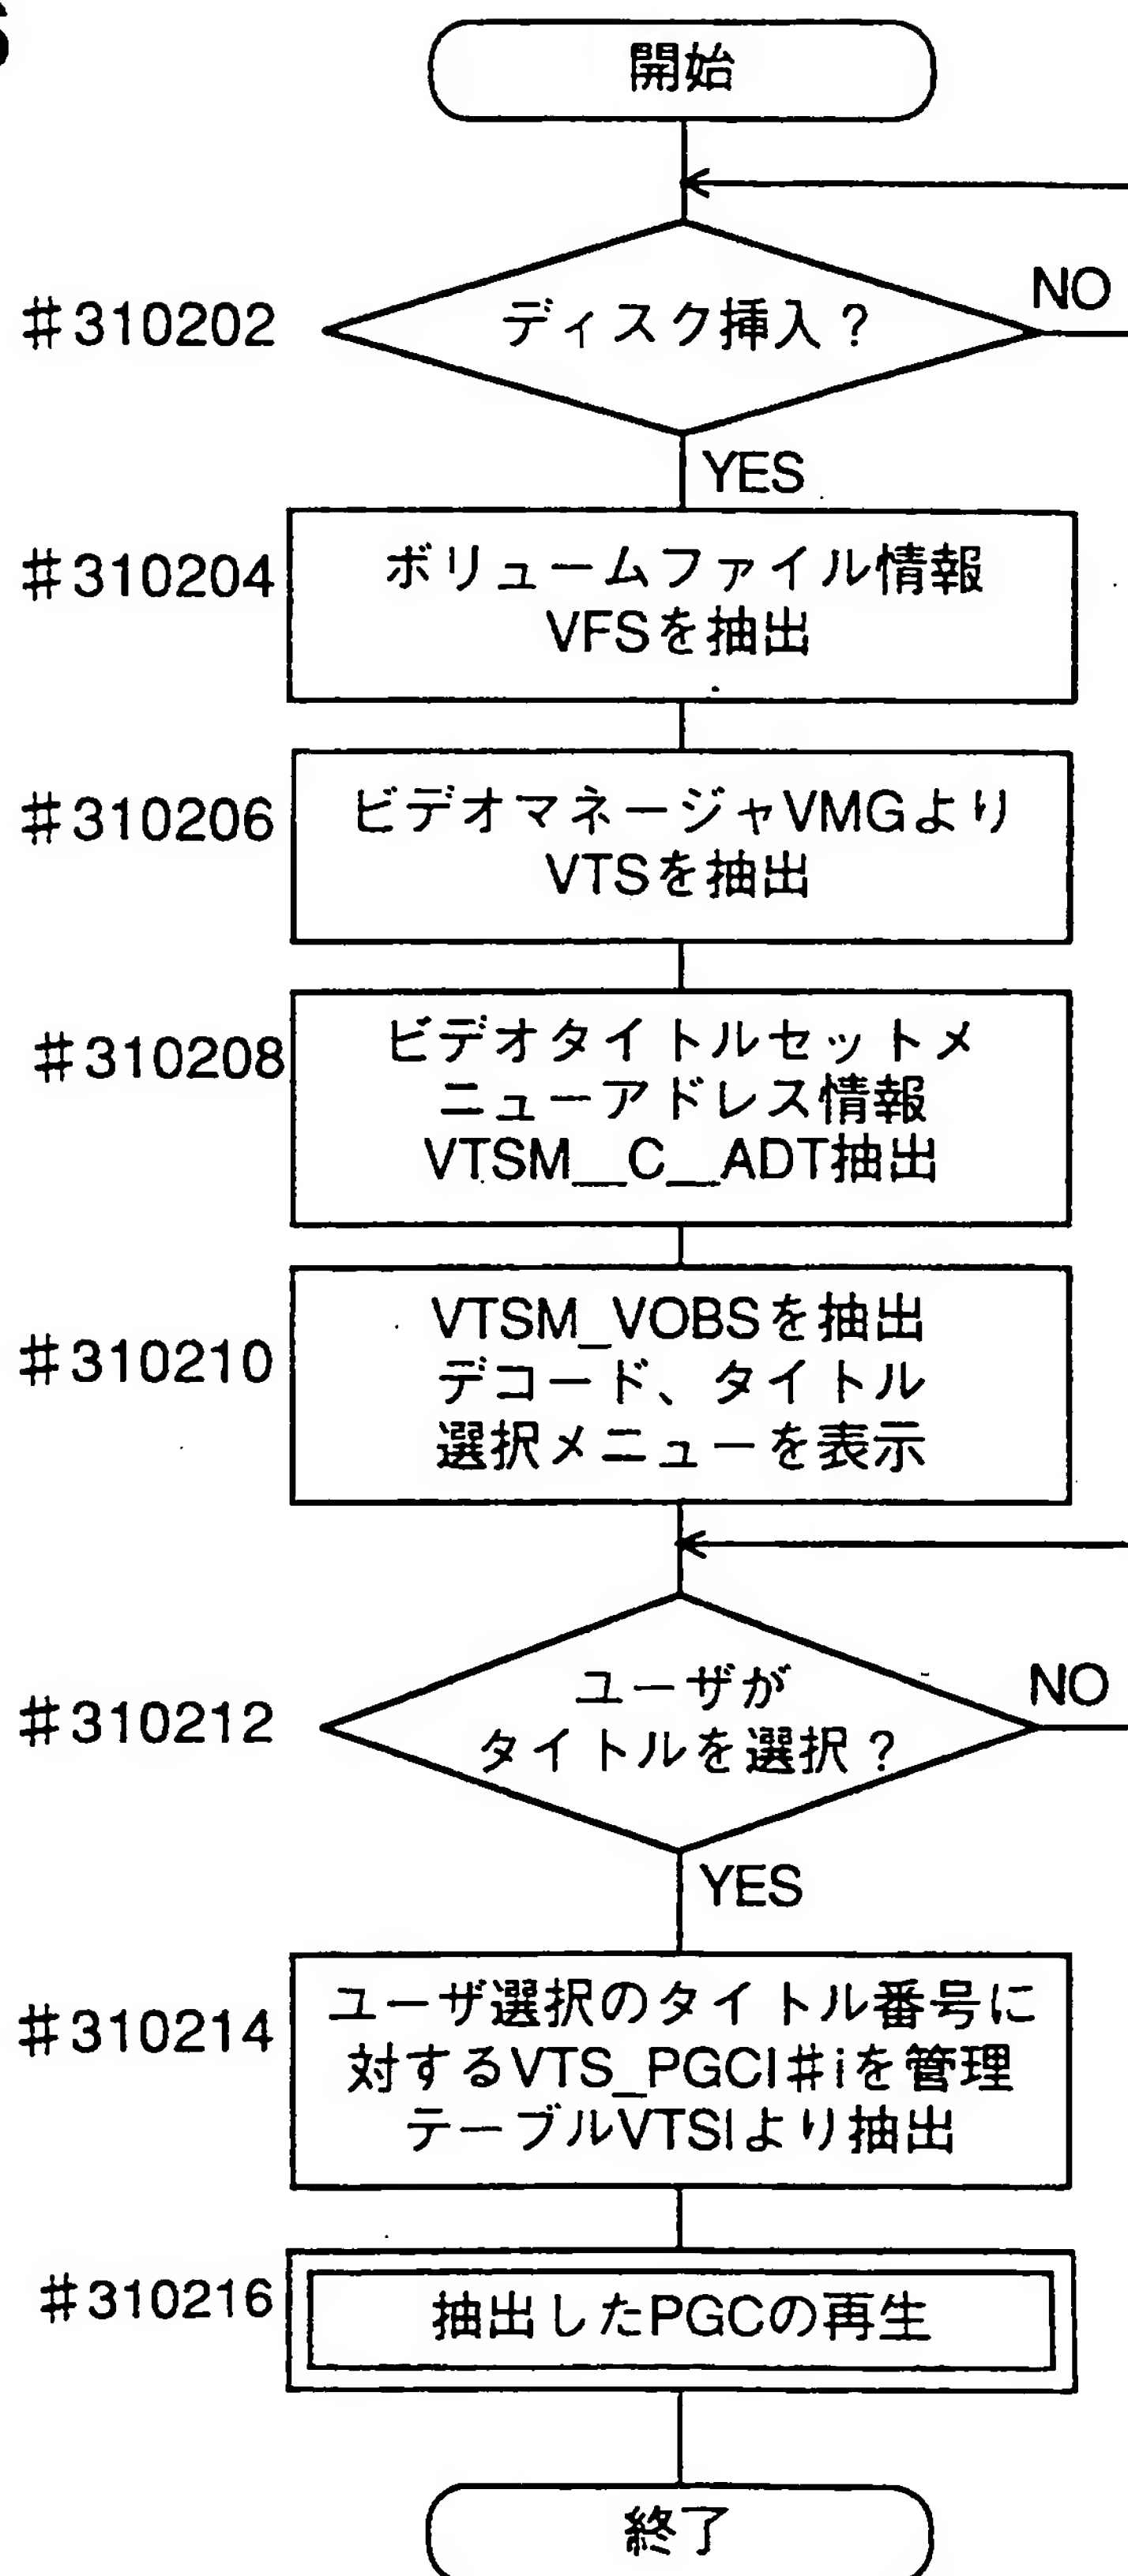 開始
NO
#310202
ディスク挿入?
YES
#310204
ボリュームファイル情報
VFSを抽出
#310206
ビデオマネージャVMGより
VTSを抽出
#310208
ビデオタイトルセットメ
ニューアドレス情報
VTSM__C__ADT抽出
#310210
VTSM_VOBSを抽出
デコード、タイトル
選択メニューを表示
NO
#310212
ユーザが
タイトルを選択?
YES
#310214
ユーザ選択のタイトル番号に
対するVTS_PGCI#iを管理
テーブルVTSIより抽出
#310216
抽出したPGCの再生
終了